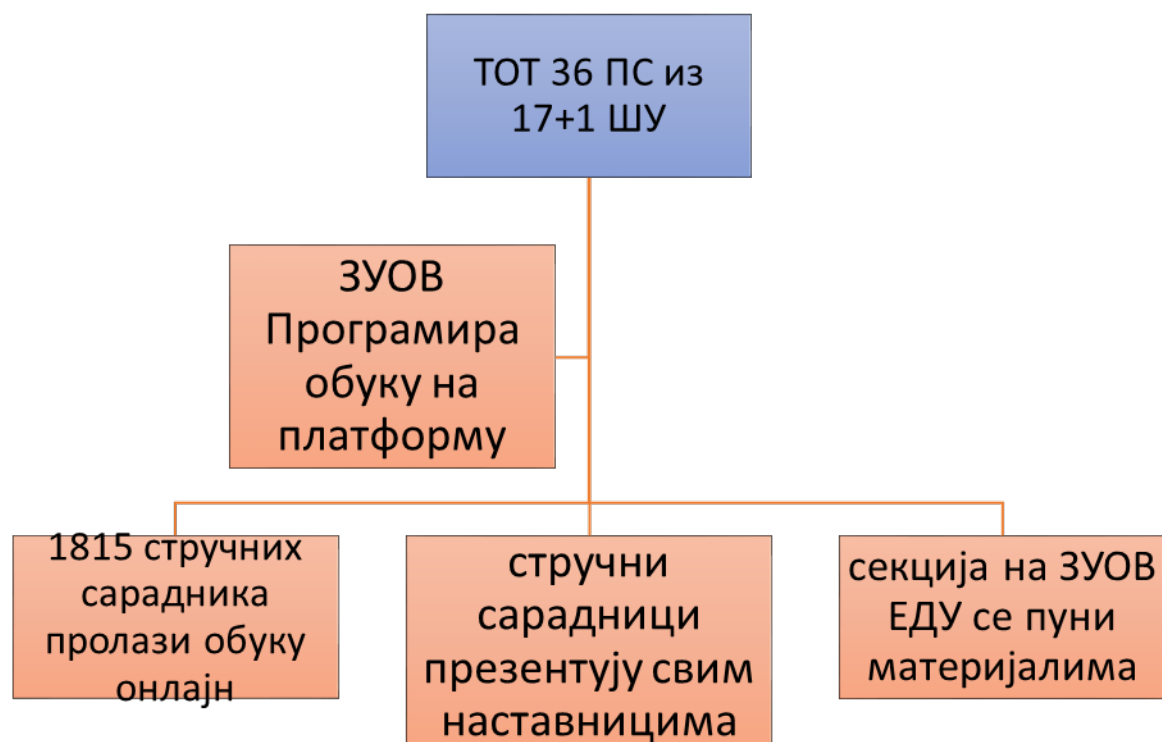 ТОТ 36 ПС из
17+1 ШУ
ЗУОВ
Програмира
обуку на
платформу
1815 стручних
сарадника
пролази обуку
онлајн
стручни
сарадници
презентују свим
наставницима
секција на ЗУОВ
ЕДУ се пуни
материјалима